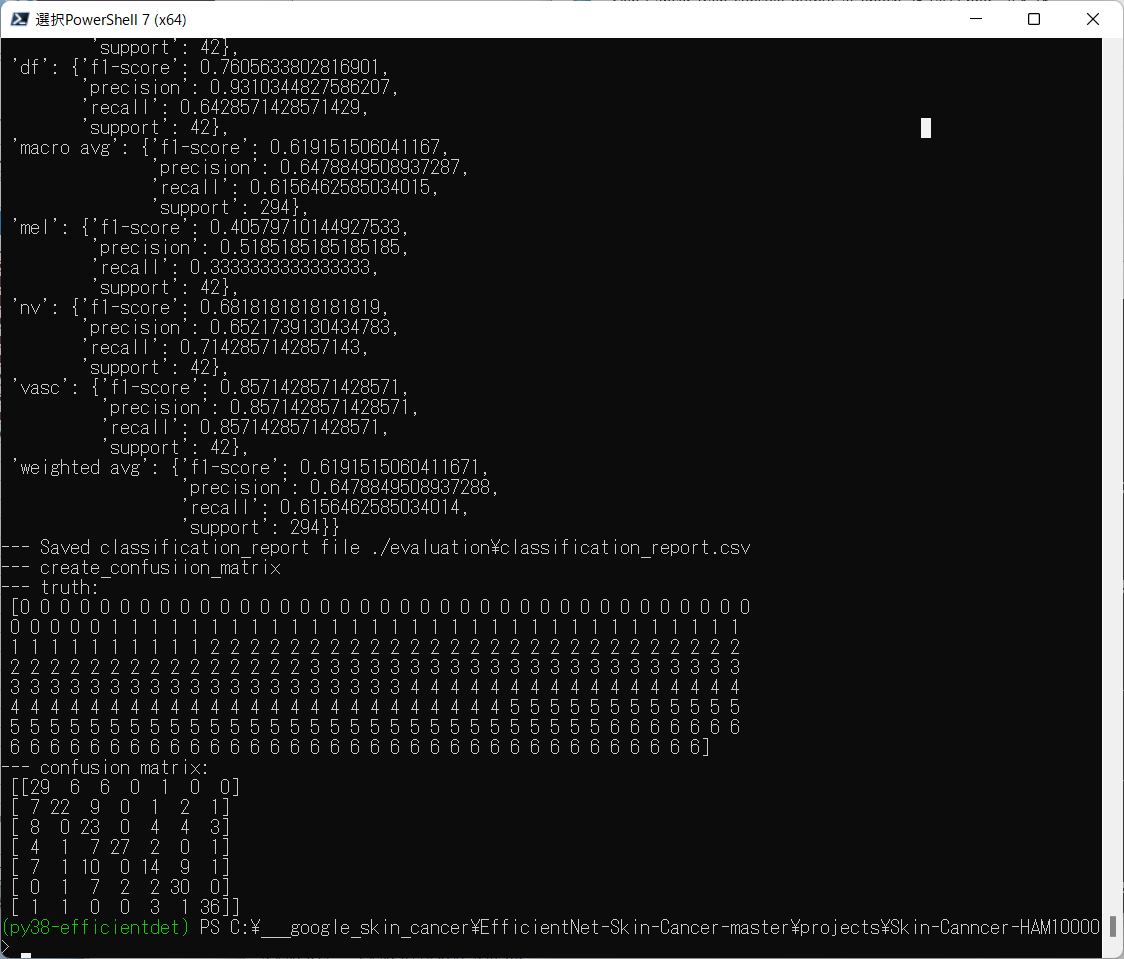 選択PowerShell 7 (x64)
'support': 42},
'df': {'f1-score': 0.7605633802816901,
'precision': 0.9310344827586207,
'recall': 0.6428571428571429,
'support': 42},
'macro avg': {'f1-score': 0.619151506041167,
'precision': 0.6478849508937287,
'recall': 0.6156462585034015,
'support': 294},
'mel': {'f1-score': 0.40579710144927533,
'precision': 0.5185185185185185,
'recall': 0.3333333333333333,
'support': 42},
'nv': {'f1-score': 0.6818181818181819,
'precision': 0.6521739130434783,
'recall': 0.7142857142857143,
'support': 42},
'vasc': {'f1-score': 0.8571428571428571,
'precision': 0.8571428571428571,
'recall': 0.8571428571428571,
'support': 42},
'weighted avg': {'f1-score': 0.6191515060411671,
'precision': 0.6478849508937288,
'recall': 0.6156462585034014,
'support': 294}}
--- Saved classification_report file ./evaluation¥classification_report.csv
--- create_confusiion_matrix
--- truth:
[0 0 0 0 0 0 0 0 0 0 0 0 0 0 0 0 0 0 0 0 0 0 0 0 0 0 0 0 0 0 0 0 0 0 0 0 0
0 0 0 0 0 1 1 1 1 1 1 1 1 1 1 1 1 1 1 1 1 1 1 1 1 1 1 1 1 1 1 1 1 1 1 1 1
1 1 1 1 1 1 1 1 1 1 2 2 2 2 2 2 2 2 2 2 2 2 2 2 2 2 2 2 2 2 2 2 2 2 2 2 2
2 2 2 2 2 2 2 2 2 2 2 2 2 2 2 3 3 3 3 3 3 3 3 3 3 3 3 3 3 3 3 3 3 3 3 3 3
3 3 3 3 3 3 3 3 3 3 3 3 3 3 3 3 3 3 3 3 4 4 4 4 4 4 4 4 4 4 4 4 4 4 4 4 4
4 4 4 4 4 4 4 4 4 4 4 4 4 4 4 4 4 4 4 4 4 4 4 4 4 5 5 5 5 5 5 5 5 5 5 5 5
5 5 5 5 5 5 5 5 5 5 5 5 5 5 5 5 5 5 5 5 5 5 5 5 5 5 5 5 5 5 6 6 6 6 6 6 6
6 6 6 6 6 6 6 6 6 6 6 6 6 6 6 6 6 6 6 6 6 6 6 6 6 6 6 6 6 6 6 6 6 6 6]
--- confusion matrix:
[[29 6 6 0 1 0 0]
[ 7 22 9 0 1 2 1]
[ 8 0 23 0 4 4 3]
[ 4 1 7 27 2 0 1]
[ 7 1 10 0 14 9 1]
[ 0 1 7 2 2 30 0]
[ 1 1 0 0 3 1 36]]
(py38-efficientdet) PS C:¥___google_skin_cancer¥EfficientNet-Skin-Cancer-master¥projects¥Skin-Canncer-HAM10000
>